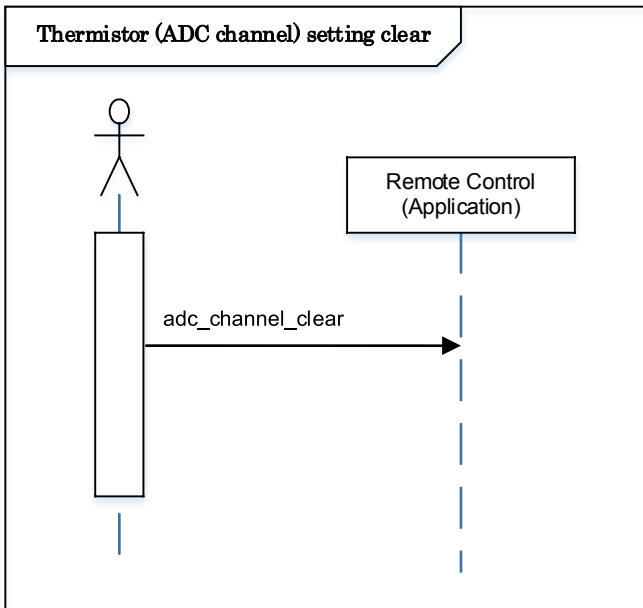 Thermistor (ADC channel) setting clear
Remote Control
(Application)
adc_channel_clear